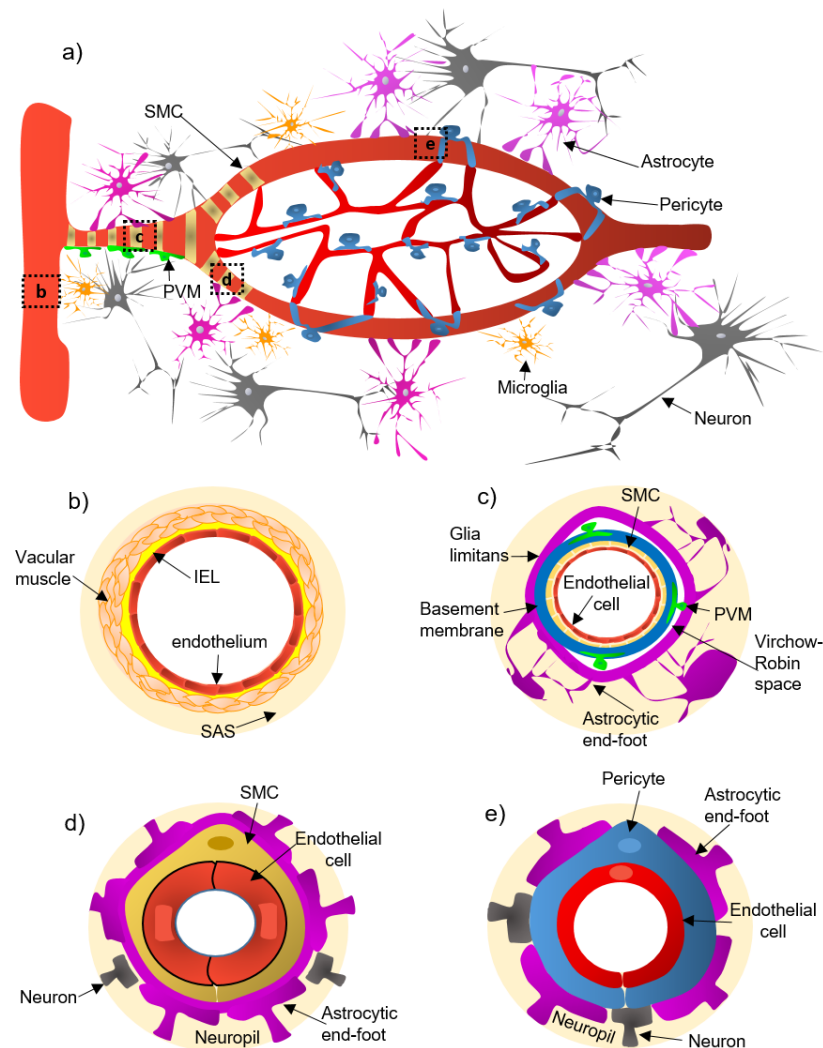 a)
SMC
e
Astrocyte
Pericyte
c
PVM
d
b
Microglia
Neuron
b)
Vacular
muscle
IEL
endothelium
SAS
c)
SMC
Glia
limitans
Endothelial
cell
Basement
membrane
PVM
Virchow-
Robin
space
Astrocytic
end-foot
d)
SMC
Endothelial
cell
Neuron
Neuropil
Astrocytic
end-foot
e)
Pericyte
Astrocytic
end-foot
Endothelial
cell
Neuropil
Neuron